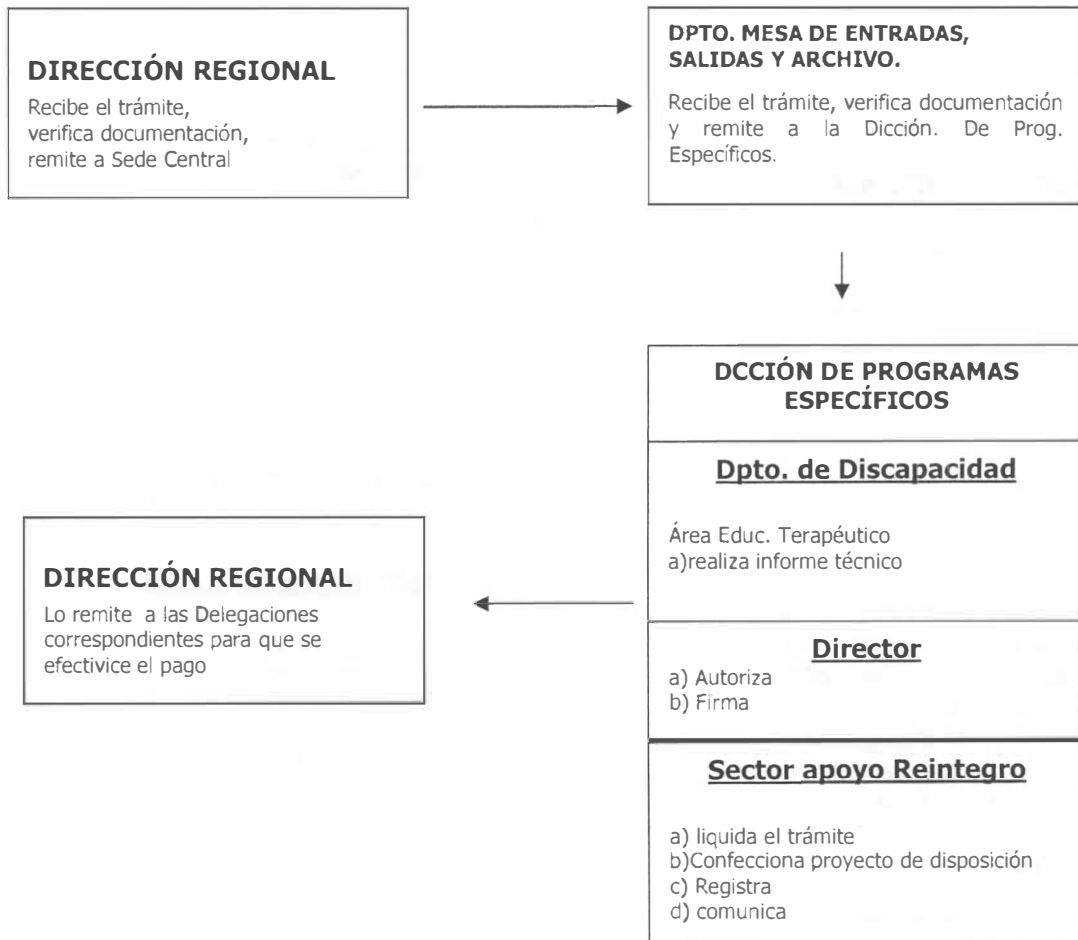 DIRECCIÓN REGIONAL
Recibe el trámite,
verifica documentación,
remite a Sede Central
DPTO. MESA DE ENTRADAS,
SALIDAS Y ARCHIVO.
Recibe el trámite, verifica documentación
y remite a la Dicción. De Prog.
Específicos.
DCCIÓN DE PROGRAMAS
ESPECÍFICOS
Dpto. de Discapacidad
Área Educ. Terapéutico
a)realiza informe técnico
Director
a) Autoriza
b) Firma
Sector apoyo Reintegro
a) liquida el trámite
b)Confecciona proyecto de disposición
c) Registra
d) comunica
DIRECCIÓN REGIONAL
Lo remite a las Delegaciones
correspondientes para que se
efectivice el pago